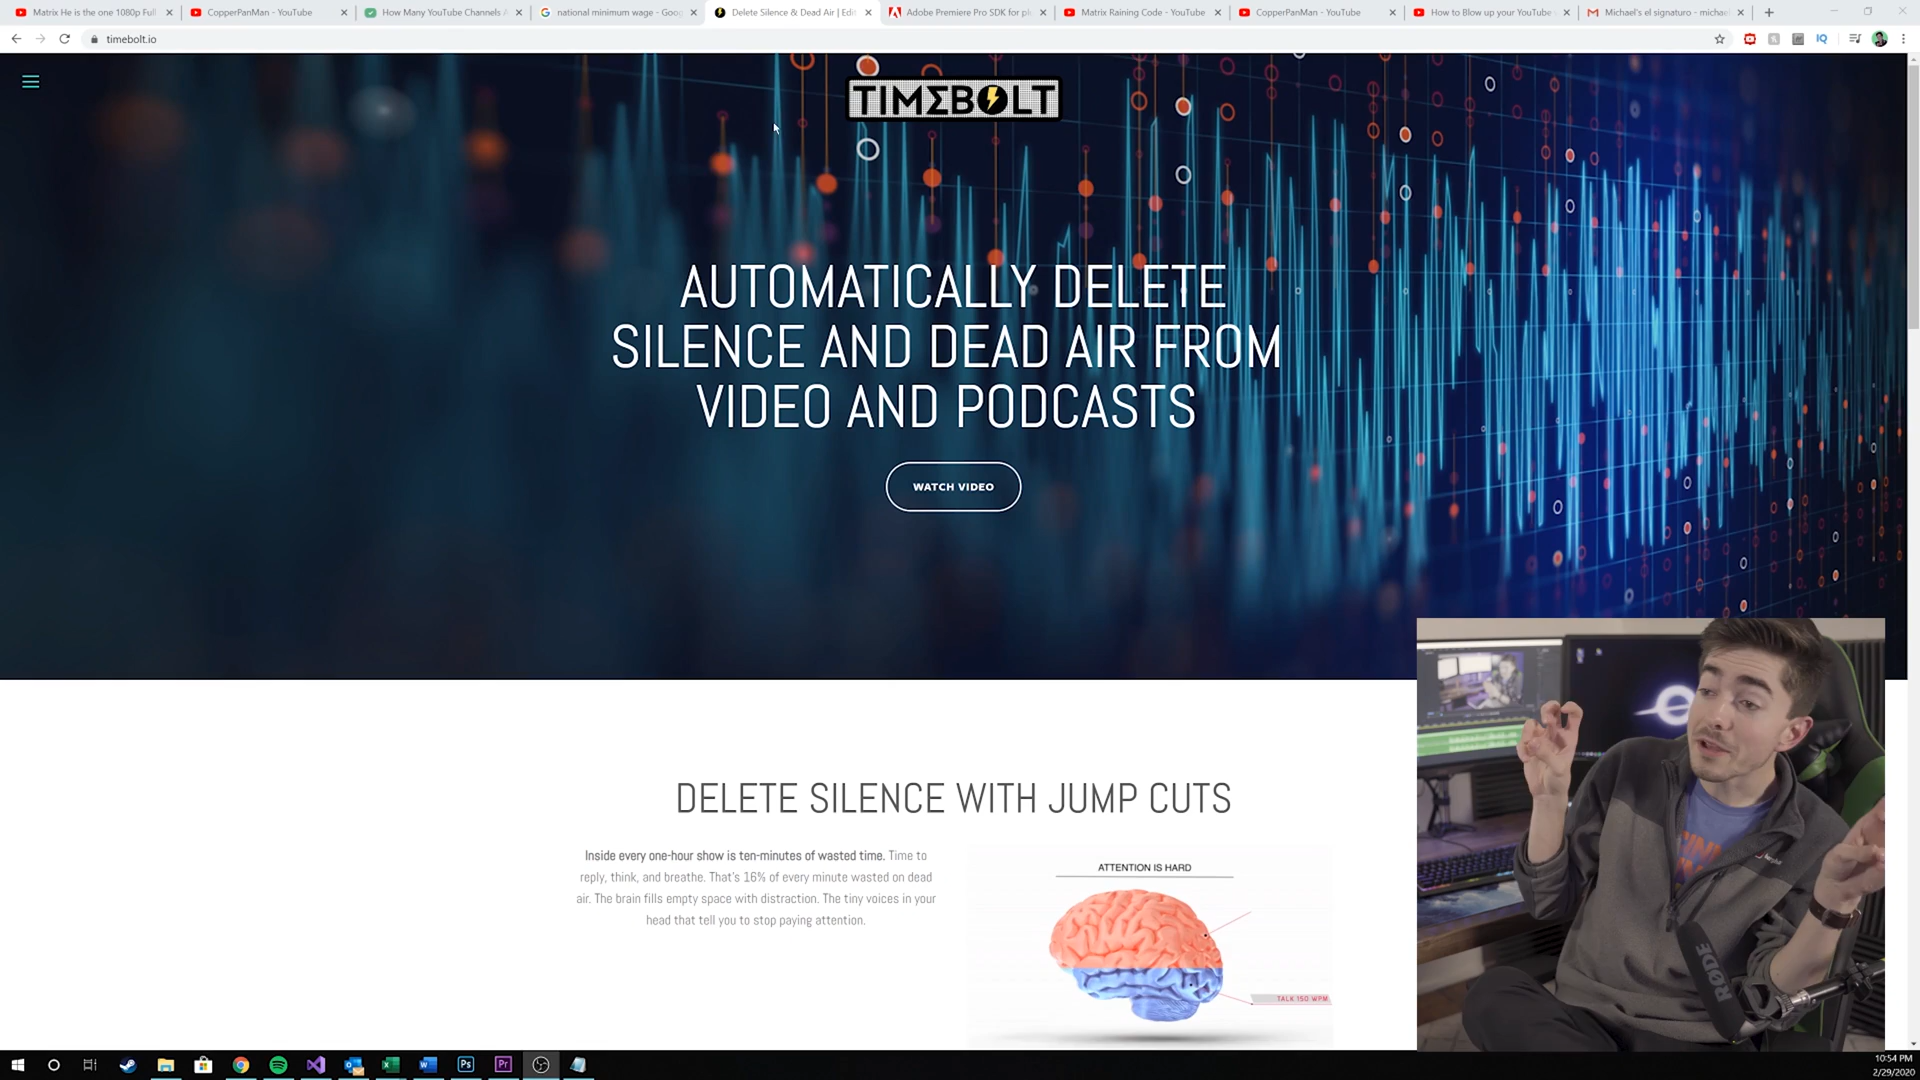 Matrix He is the one 1080p Full
CopperPanMan - YouTube
How Many YouTube Channels A
national minimum wage - Goog
Delete Silence & Dead Air | Edit
Adobe Premiere Pro SDK for pl
Matrix Raining Code - YouTube
CopperPanMan - YouTube
How to Blow up your YouTube
Michael's el signaturo - michae
timebolt.io
IQ
TIMEBOLT
AUTOMATICALLY DELETE
SILENCE AND DEAD AIR FROM
VIDEO AND PODCASTS
WATCH VIDEO
DELETE SILENCE WITH JUMP CUTS
Inside every one-hour show is ten-minutes of wasted time. Time to
reply, think, and breathe. That's 16% of every minute wasted on dead
air. The brain fills empty space with distraction. The tiny voices in your
head that tell you to stop paying attention.
ATTENTION IS HARD
TALK 150 WPM
RØDE
Ps
Pr
10:54 PM
2/29/2020